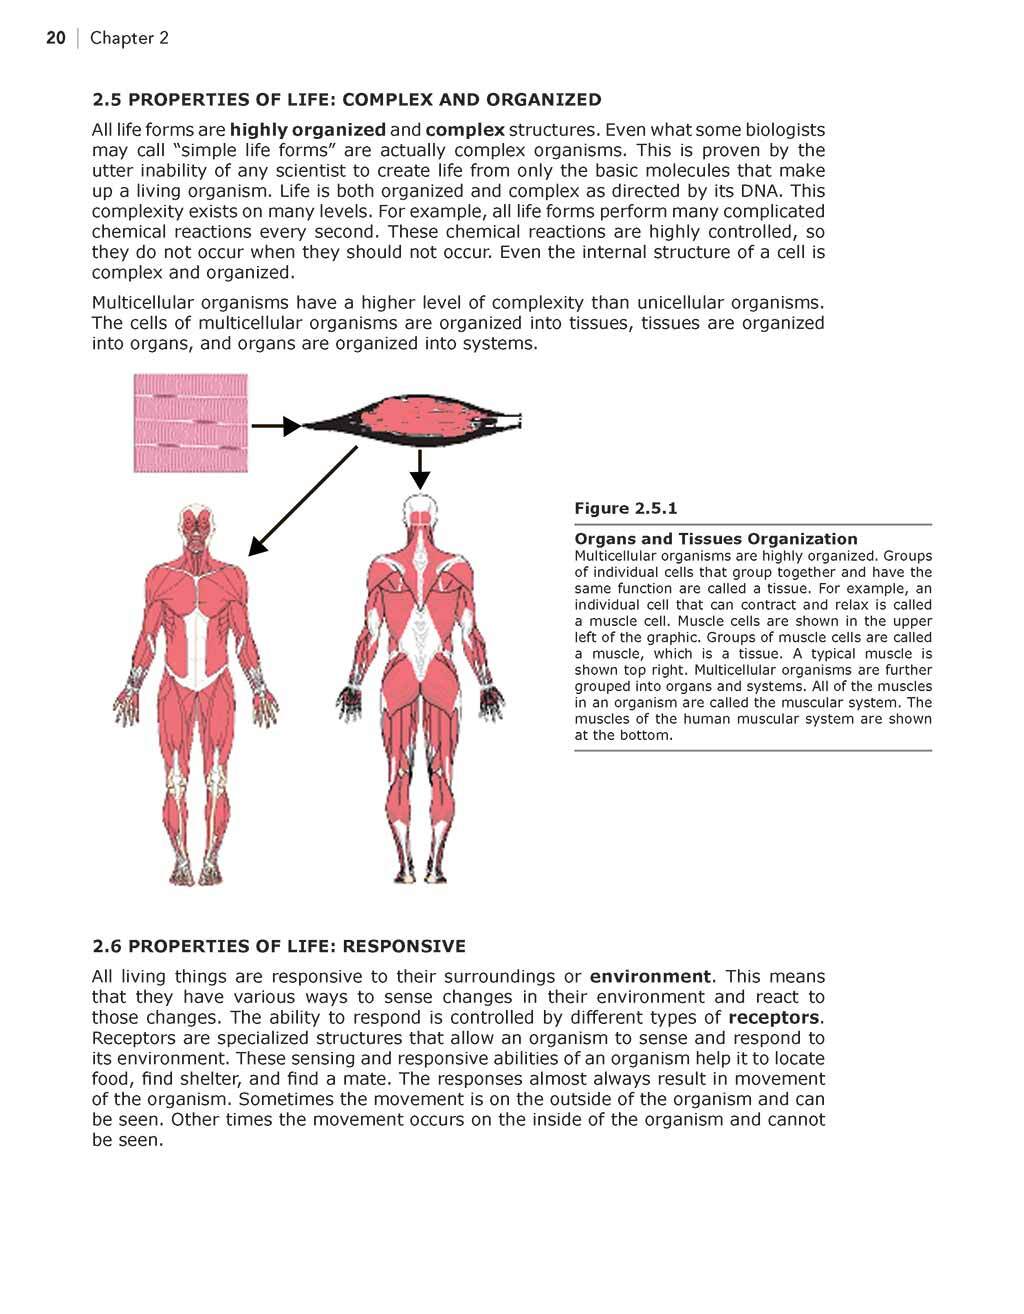 20 | Chapter 2
2.5 PROPERTIES OF LIFE: COMPLEX AND ORGANIZED
All life forms are highly organized and complex structures. Even what some biologists
may call “simple life forms” are actually complex organisms. This is proven by the
utter inability of any scientist to create life from only the basic molecules that make
up a living organism. Life is both organized and complex as directed by its DNA. This
complexity exists on many levels. For example, all life forms perform many complicated
chemical reactions every second. These chemical reactions are highly controlled, so
they do not occur when they should not occur. Even the internal structure of a cell is
complex and organized.
Multicellular organisms have a higher level of complexity than unicellular organisms.
The cells of multicellular organisms are organized into tissues, tissues are organized
into organs, and organs are organized into systems.
Figure 2.5.1
Organs and Tissues Organization
Multicellular organisms are highly organized. Groups
of individual cells that group together and have the
same function are called a tissue. For example, an
individual cell that can contract and relax is called
a muscle cell. Muscle cells are shown in the upper
left of the graphic. Groups of muscle cells are called
a muscle, which is a tissue. A typical muscle is
shown top right. Multicellular organisms are further
grouped into organs and systems. All of the muscles
in an organism are called the muscular system. The
muscles of the human muscular system are shown
at the bottom.
2.6 PROPERTIES OF LIFE: RESPONSIVE
All living things are responsive to their surroundings or environment. This means
that they have various ways to sense changes in their environment and react to
those changes. The ability to respond is controlled by different types of receptors.
Receptors are specialized structures that allow an organism to sense and respond to
its environment. These sensing and responsive abilities of an organism help it to locate
food, find shelter, and find a mate. The responses almost always result in movement
of the organism. Sometimes the movement is on the outside of the organism and can
be seen. Other times the movement occurs on the inside of the organism and cannot
be seen.